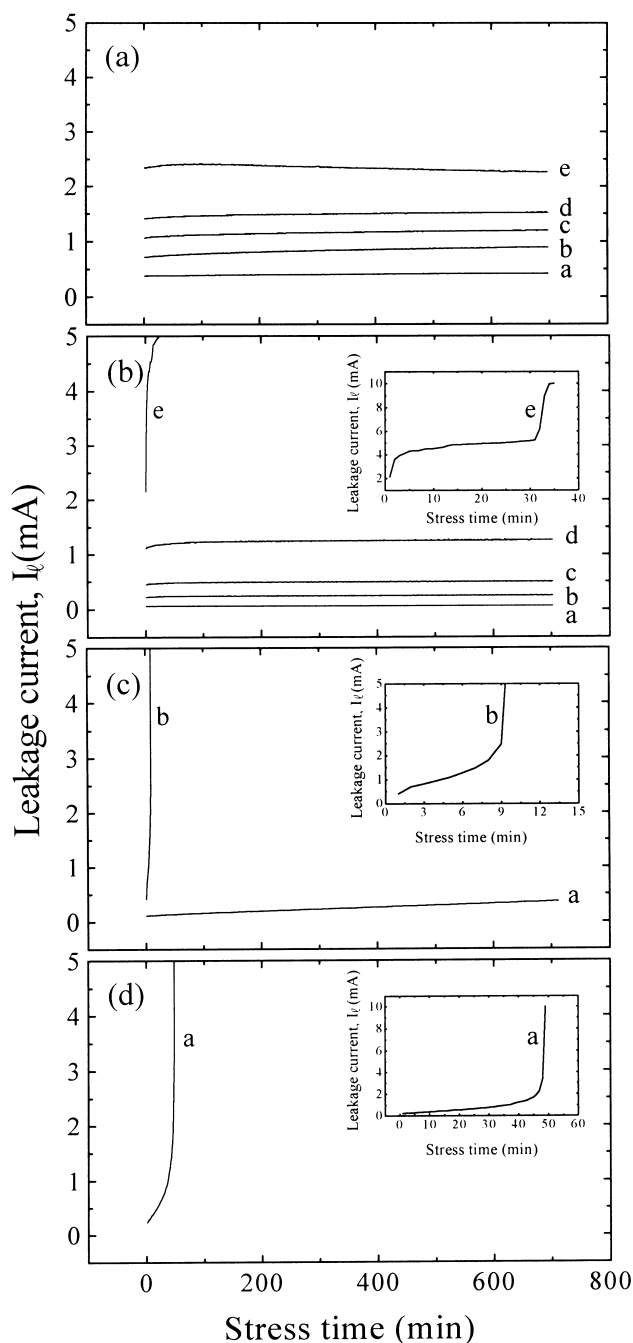 Leakage current, Iℓ(mA)
(a)
5
4
3
2
1
0
e
d
c
b
a
(b)
5
4
3
2
1
0
e
d
c
b
a
Leakage current, Iℓ(mA)
10
8
6
4
2
e
0 10 20 30 40
Stress time (min)
(c)
5
4
3
2
1
0
b
a
Leakage current, Iℓ(mA)
5
4
3
2
1
0
b
0 3 6 9 12 15
Stress time (min)
(d)
5
4
3
2
1
0
a
Leakage current, Iℓ(mA)
10
8
6
4
2
0
a
0 10 20 30 40 50 60
Stress time (min)
0 200 400 600 800
Stress time (min)